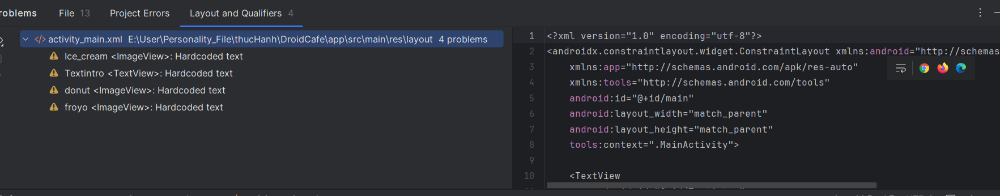 roblems File 13 Project Errors Layout and Qualifiers 4
activity_main.xml E:\User\Personality_File\thucHanh\DroidCafe\app\src\main\res\layout 4 problems
Ice_cream <ImageView>: Hardcoded text
Textintro <TextView>: Hardcoded text
donut <ImageView>: Hardcoded text
froyo <ImageView>: Hardcoded text
1 <?xml version="1.0" encoding="utf-8"?>
2 <androidx.constraintlayout.widget.ConstraintLayout xmlns:android="http://schemas
3 xmlns:app="http://schemas.android.com/apk/res-auto"
4 xmlns:tools="http://schemas.android.com/tools"
5 android:id="@+id/main"
6 android:layout_width="match_parent"
7 android:layout_height="match_parent"
8 tools:context=".MainActivity">
9
10 <TextView